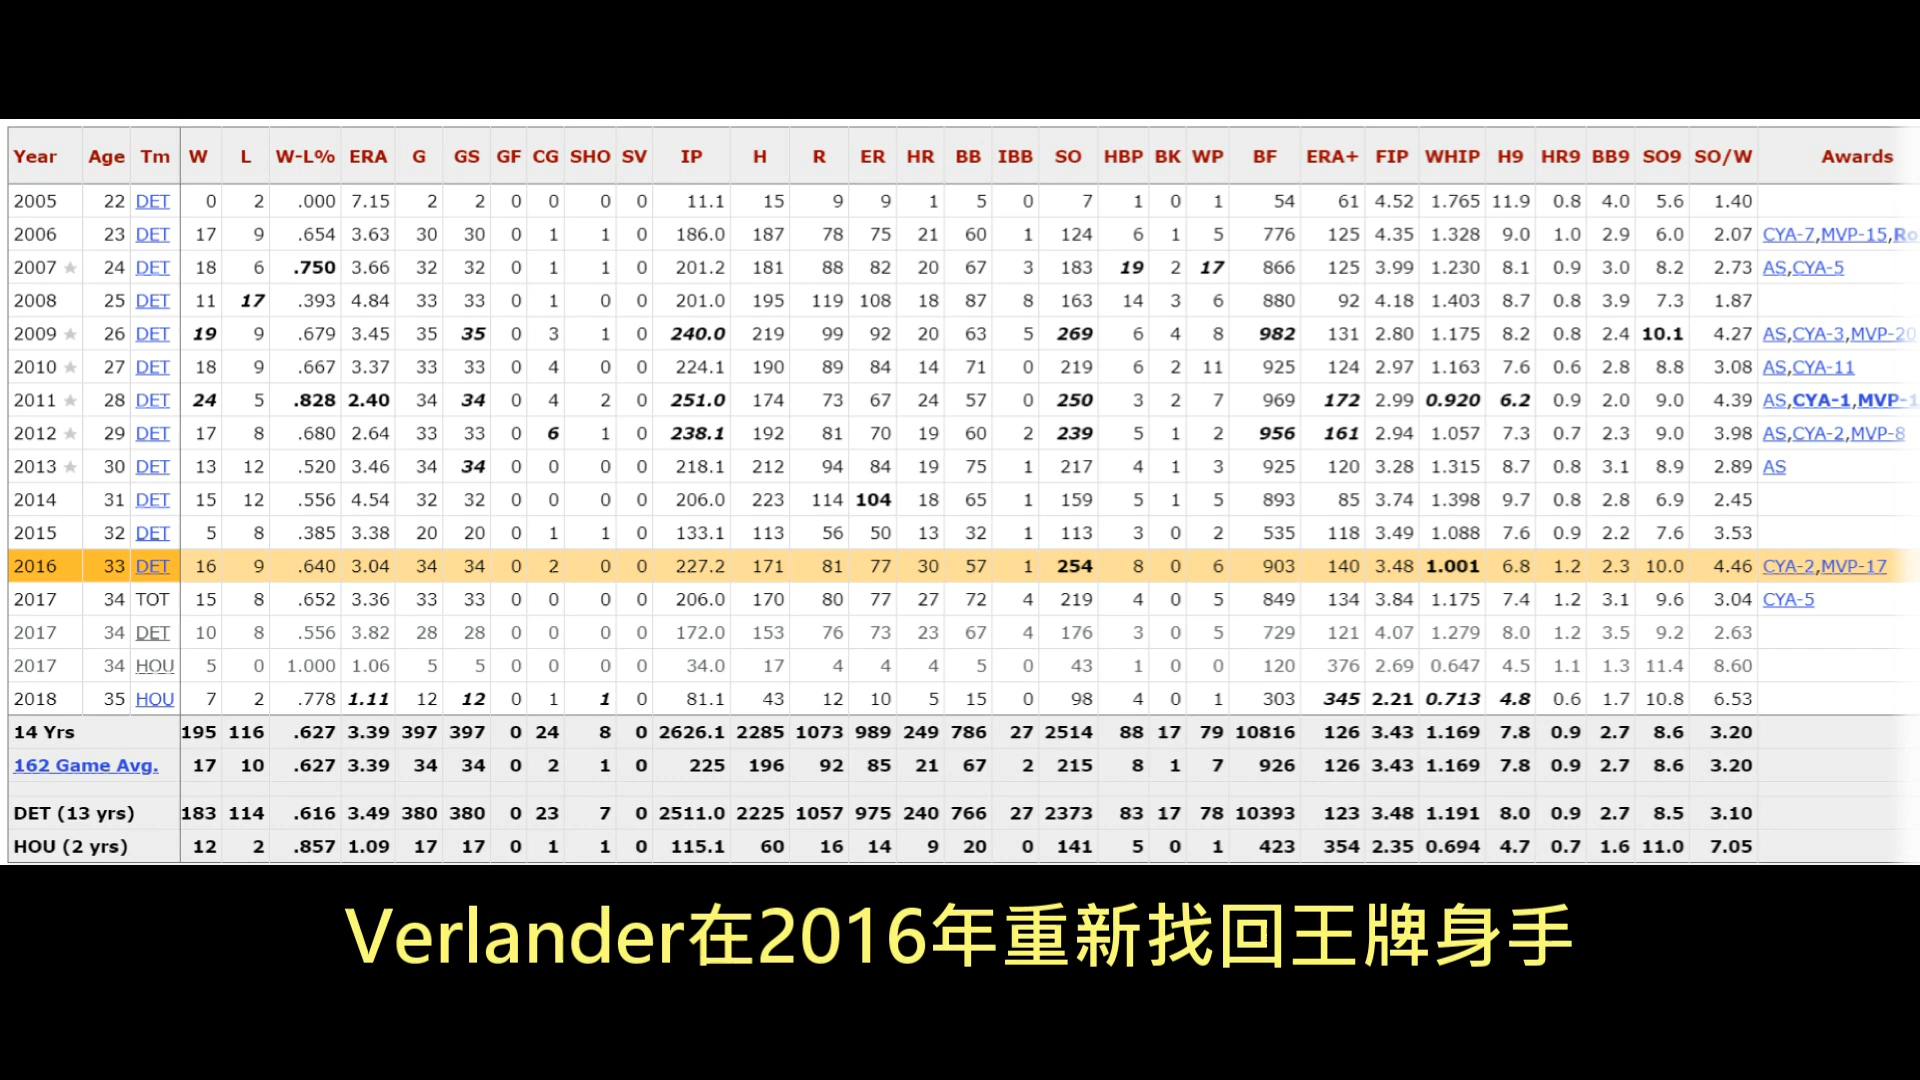 Year Age Tm W L W-L% ERA G GS GF CG SHO SV IP H R ER HR BB IBB SO HBP BK WP BF ERA+ FIP WHIP H9 HR9 BB9 SO9 SO/W Awards
2005 22 DET 0 2 .000 7.15 2 2 0 0 0 0 11.1 15 9 9 1 5 0 7 1 0 1 54 61 4.52 1.765 11.9 0.8 4.0 5.6 1.40
2006 23 DET 17 9 .654 3.63 30 30 0 1 1 0 186.0 187 78 75 21 60 1 124 6 1 5 776 125 4.35 1.328 9.0 1.0 2.9 6.0 2.07 CYA-7,MVP-15,Ro
2007 ★ 24 DET 18 6 .750 3.66 32 32 0 1 1 0 201.2 181 88 82 20 67 3 183 19 2 17 866 125 3.99 1.230 8.1 0.9 3.0 8.2 2.73 AS,CYA-5
2008 25 DET 11 17 .393 4.84 33 33 0 1 0 0 201.0 195 119 108 18 87 8 163 14 3 6 880 92 4.18 1.403 8.7 0.8 3.9 7.3 1.87
2009 ★ 26 DET 19 9 .679 3.45 35 35 0 3 1 0 240.0 219 99 92 20 63 5 269 6 4 8 982 131 2.80 1.175 8.2 0.8 2.4 10.1 4.27 AS,CYA-3,MVP-20
2010 ★ 27 DET 18 9 .667 3.37 33 33 0 4 0 0 224.1 190 89 84 14 71 0 219 6 2 11 925 124 2.97 1.163 7.6 0.6 2.8 8.8 3.08 AS,CYA-11
2011 ★ 28 DET 24 5 .828 2.40 34 34 0 4 2 0 251.0 174 73 67 24 57 0 250 3 2 7 969 172 2.99 0.920 6.2 0.9 2.0 9.0 4.39 AS,CYA-1,MVP-1
2012 ★ 29 DET 17 8 .680 2.64 33 33 0 6 1 0 238.1 192 81 70 19 60 2 239 5 1 2 956 161 2.94 1.057 7.3 0.7 2.3 9.0 3.98 AS,CYA-2,MVP-8
2013 ★ 30 DET 13 12 .520 3.46 34 34 0 0 0 0 218.1 212 94 84 19 75 1 217 4 1 3 925 120 3.28 1.315 8.7 0.8 3.1 8.9 2.89 AS
2014 31 DET 15 12 .556 4.54 32 32 0 0 0 0 206.0 223 114 104 18 65 1 159 5 1 5 893 85 3.74 1.398 9.7 0.8 2.8 6.9 2.45
2015 32 DET 5 8 .385 3.38 20 20 0 1 1 0 133.1 113 56 50 13 32 1 113 3 0 2 535 118 3.49 1.088 7.6 0.9 2.2 7.6 3.53
2016 33 DET 16 9 .640 3.04 34 34 0 2 0 0 227.2 171 81 77 30 57 1 254 8 0 6 903 140 3.48 1.001 6.8 1.2 2.3 10.0 4.46 CYA-2,MVP-17
2017 34 TOT 15 8 .652 3.36 33 33 0 0 0 0 206.0 170 80 77 27 72 4 219 4 0 5 849 134 3.84 1.175 7.4 1.2 3.1 9.6 3.04 CYA-5
2017 34 DET 10 8 .556 3.82 28 28 0 0 0 0 172.0 153 76 73 23 67 4 176 3 0 5 729 121 4.07 1.279 8.0 1.2 3.5 9.2 2.63
2017 34 HOU 5 0 1.000 1.06 5 5 0 0 0 0 34.0 17 4 4 4 5 0 43 1 0 0 120 376 2.69 0.647 4.5 1.1 1.3 11.4 8.60
2018 35 HOU 7 2 .778 1.11 12 12 0 1 1 0 81.1 43 12 10 5 15 0 98 4 0 1 303 345 2.21 0.713 4.8 0.6 1.7 10.8 6.53
14 Yrs 195 116 .627 3.39 397 397 0 24 8 0 2626.1 2285 1073 989 249 786 27 2514 88 17 79 10816 126 3.43 1.169 7.8 0.9 2.7 8.6 3.20
162 Game Avg. 17 10 .627 3.39 34 34 0 2 1 0 225 196 92 85 21 67 2 215 8 1 7 926 126 3.43 1.169 7.8 0.9 2.7 8.6 3.20
DET (13 yrs) 183 114 .616 3.49 380 380 0 23 7 0 2511.0 2225 1057 975 240 766 27 2373 83 17 78 10393 123 3.48 1.191 8.0 0.9 2.7 8.5 3.10
HOU (2 yrs) 12 2 .857 1.09 17 17 0 1 1 0 115.1 60 16 14 9 20 0 141 5 0 1 423 354 2.35 0.694 4.7 0.7 1.6 11.0 7.05
Verlander在2016年重新找回王牌身手